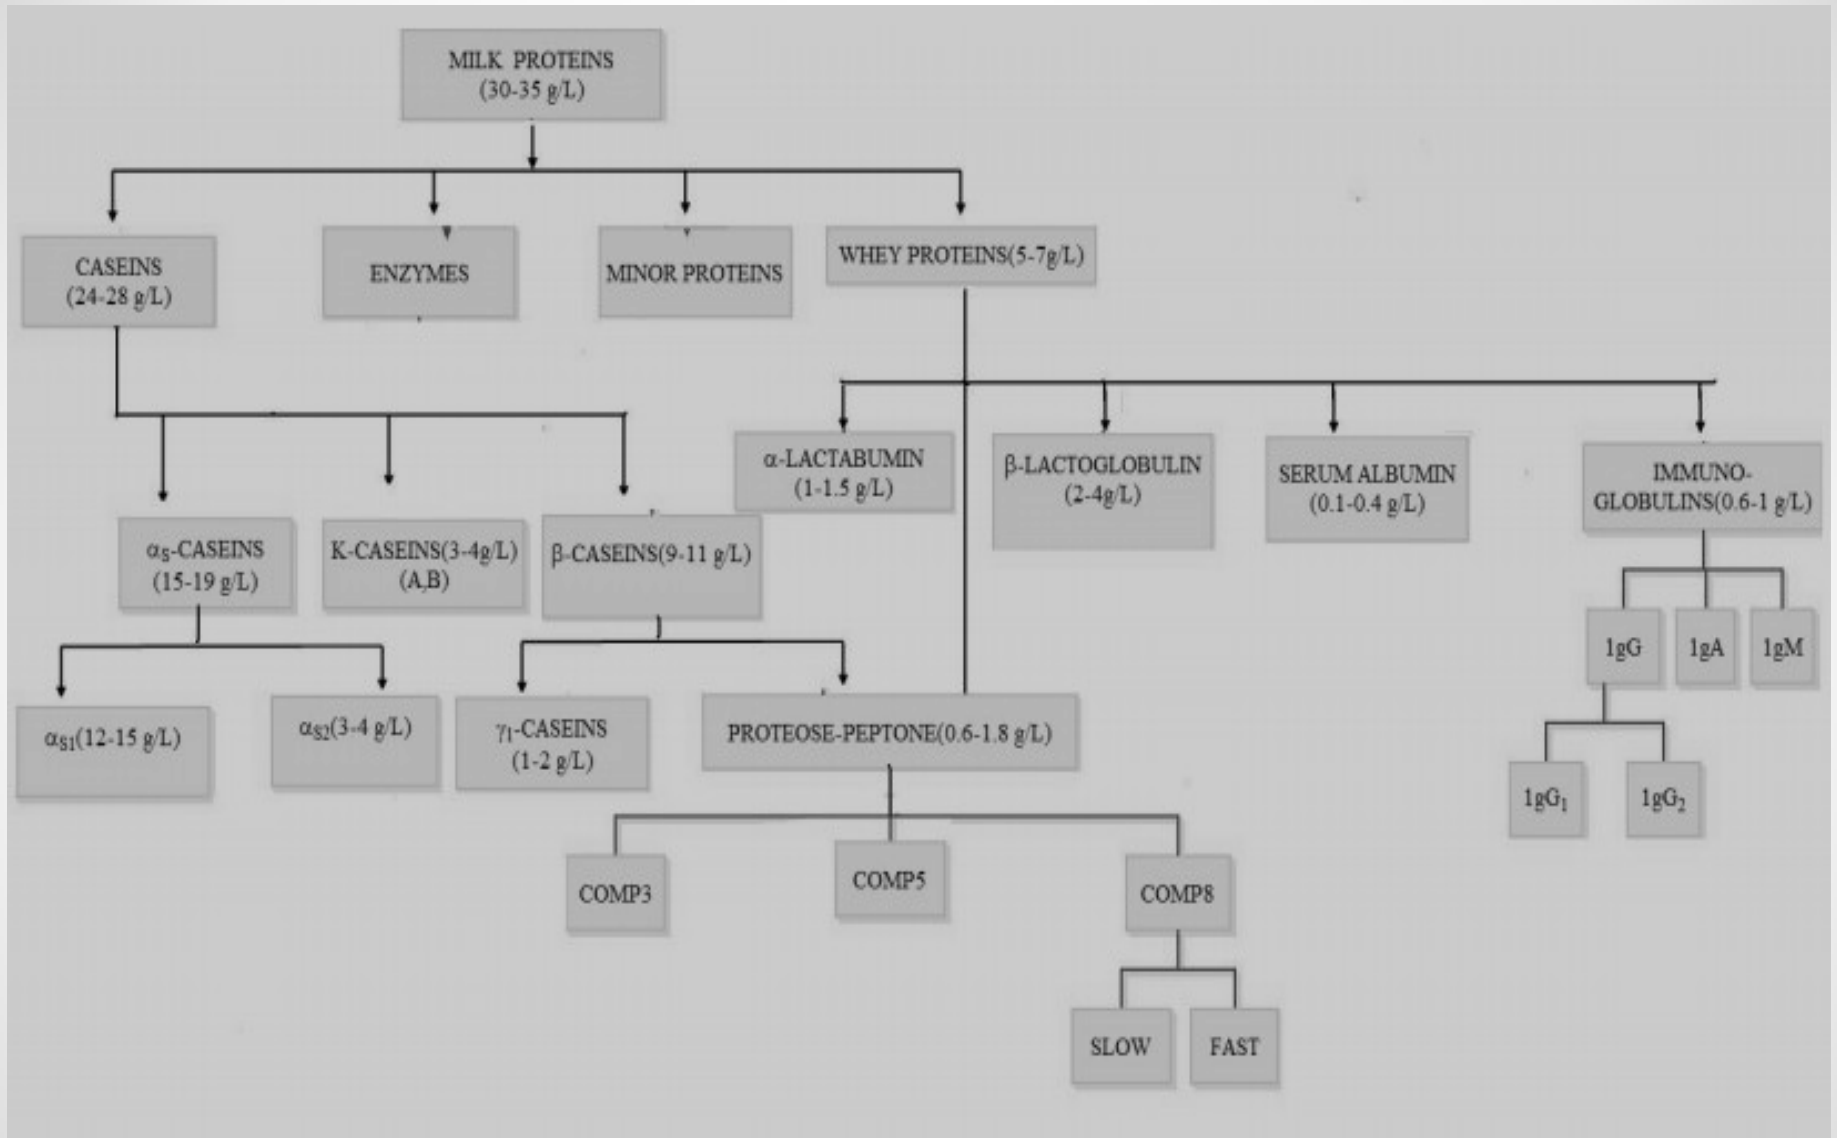 MILK PROTEINS
(30-35 g/L)
CASEINS
(24-28 g/L)
ENZYMES
MINOR PROTEINS
WHEY PROTEINS(5-7g/L)
α-LACTABUMIN
(1-1.5 g/L)
β-LACTOGLOBULIN
(2-4g/L)
SERUM ALBUMIN
(0.1-0.4 g/L)
IMMUNO-
GLOBULINS(0.6-1 g/L)
αS-CASEINS
(15-19 g/L)
K-CASEINS(3-4g/L)
(A,B)
β-CASEINS(9-11 g/L)
1gG
1gA
1gM
αS1(12-15 g/L)
αS2(3-4 g/L)
γ1-CASEINS
(1-2 g/L)
PROTEOSE-PEPTONE(0.6-1.8 g/L)
1gG1
1gG2
COMP3
COMP5
COMP8
SLOW
FAST